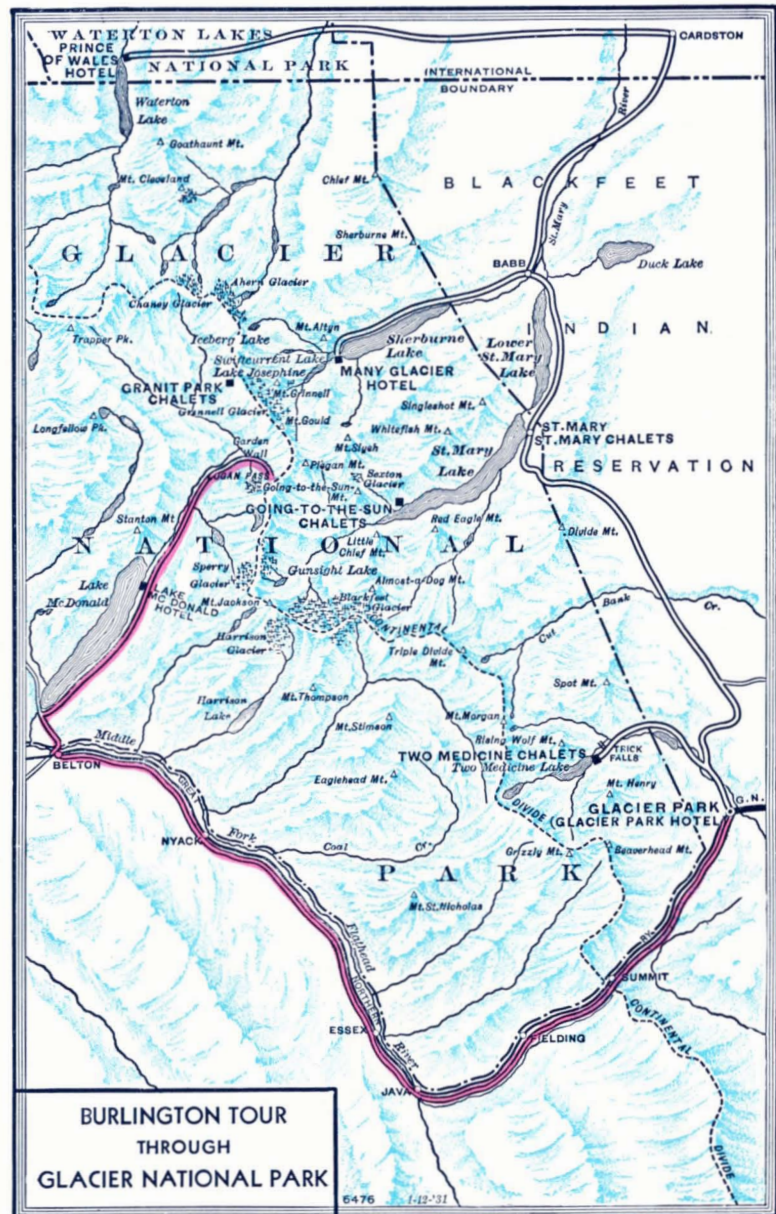 WATERTON LAKES
PRINCE
OF WALES
HOTEL
NATIONAL PARK
CARDSTON
INTERNATIONAL
BOUNDARY
River
Waterton
Lake
Goathaunt Mt.
Mt. Cleveland
Chief Mt.
BLACKFEET
St. Mary
Sherburne Mt.
GLACIER
BABB
Duck Lake
Ahern Glacier
Chaney Glacier
Trapper Pk.
Iceberg Lake
Mt. Altyn
Sherburne
Lake
Lower
St. Mary
Lake
INDIAN
Swiftcurrent Lake
Lake Josephine
MANY GLACIER
HOTEL
GRANIT PARK
CHALETS
Mt. Grinnell
Grinnell Glacier
Singleshot Mt.
Longfellow Pk.
Mt. Gould
Whitefish Mt.
ST. MARY
ST. MARY CHALETS
Garden
Wall
Mt. Siyeh
St. Mary
Lake
RESERVATION
LOGAN PASS
Piegan Mt.
Sexton
Glacier
Going-to-the-Sun
Mt.
GOING-TO-THE-SUN
CHALETS
Stanton Mt
Red Eagle Mt.
Divide Mt.
Little
Chief Mt.
NATIONAL
Sperry
Glacier
Gunsight Lake
Almost-a-Dog Mt.
Lake
McDonald
LAKE
MC DONALD
HOTEL
Mt. Jackson
Blackfeet
Glacier
Cut Bank Cr.
Harrison
Glacier
CONTINENTAL
Triple Divide
Mt.
Spot Mt.
Harrison
Lake
Mt. Thompson
Mt. Stimson
Mt. Morgan
Rising Wolf Mt.
Middle
BELTON
TWO MEDICINE CHALETS
Two Medicine Lake
TRICK
FALLS
Eaglehead Mt.
Mt. Henry
GREAT
DIVIDE
GLACIER PARK
(GLACIER PARK HOTEL)
G.N.
NYACK
Fork
Coal Cr.
Grizzly Mt.
Beaverhead Mt.
PARK
Mt. St. Nicholas
Flathead
RY.
NORTHERN
SUMMIT
CONTINENTAL
ESSEX
River
FIELDING
JAVA
DIVIDE
BURLINGTON TOUR
THROUGH
GLACIER NATIONAL PARK
6476 1-12-'31